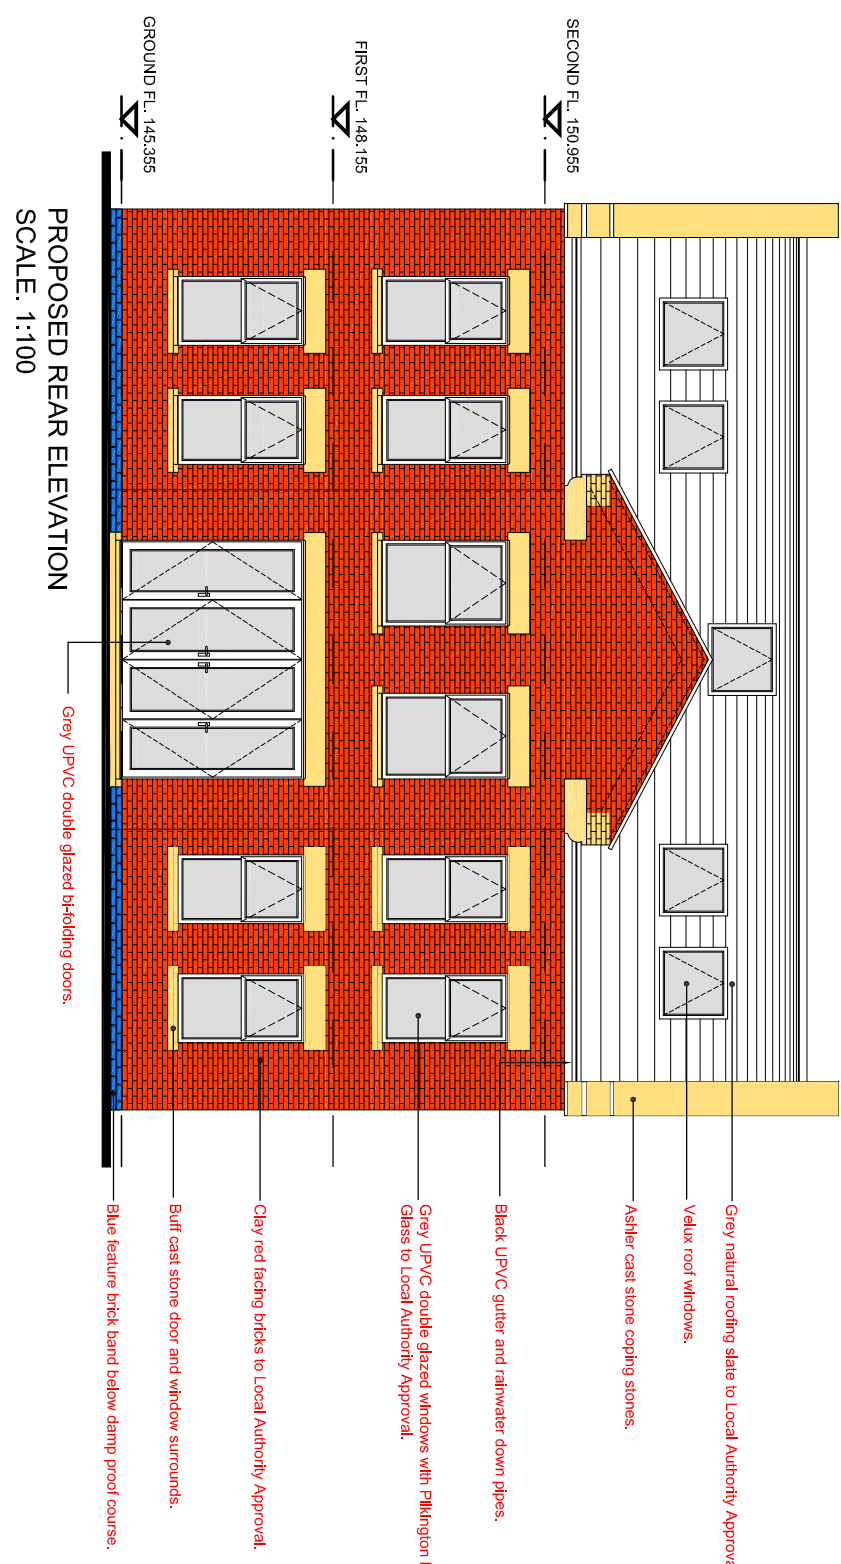 SECOND FL. 150.955
FIRST FL. 148.155
GROUND FL. 145.355
Grey natural roofing slate to Local Authority
Velux roof windows.
Ashler cast stone coping stones.
Black UPVC gutter and rainwater down pipes.
Grey UPVC double glazed windows with Pilkington
Glass to Local Authority Approval.
Clay red facing bricks to Local Authority Approval.
Buff cast stone door and window surrounds.
Blue feature brick band below damp proof course.
Grey UPVC double glazed bi-folding doors.
PROPOSED REAR ELEVATION
SCALE. 1:100